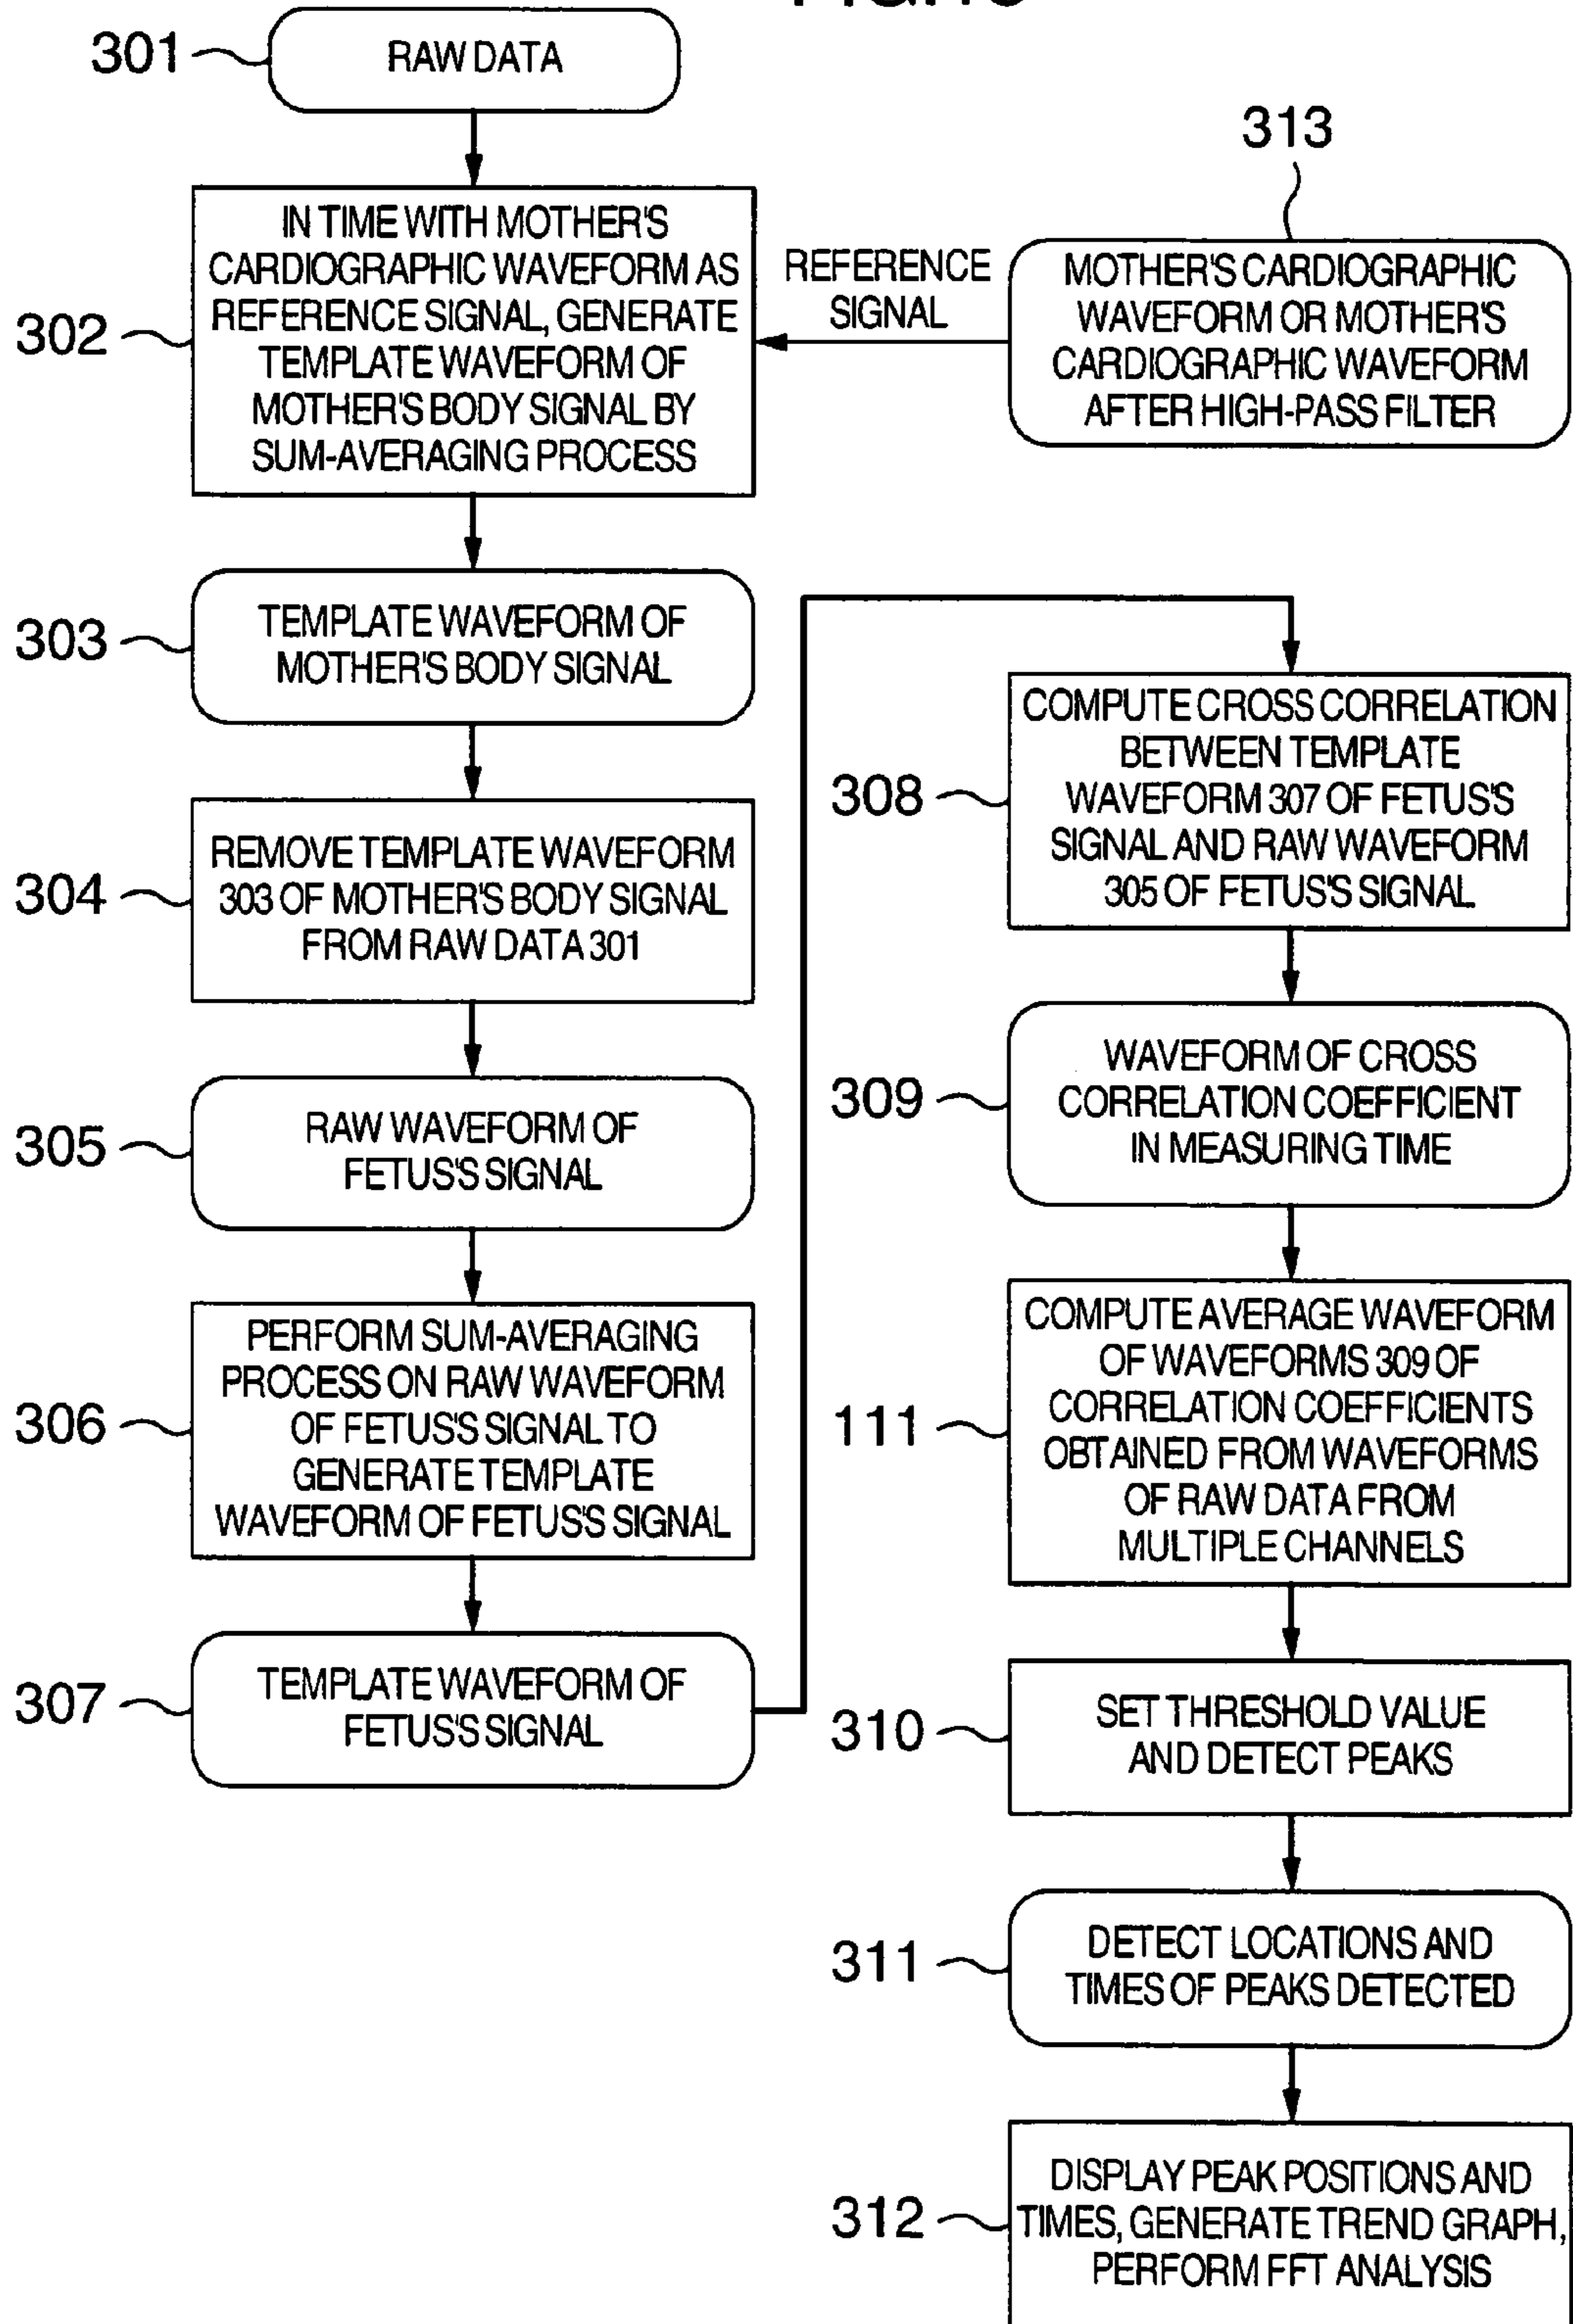 301
RAW DATA
302
IN TIME WITH MOTHER'S
CARDIOGRAPHIC WAVEFORM AS
REFERENCE SIGNAL, GENERATE
TEMPLATE WAVEFORM OF
MOTHER'S BODY SIGNAL BY
SUM-AVERAGING PROCESS
REFERENCE
SIGNAL
313
MOTHER'S CARDIOGRAPHIC
WAVEFORM OR MOTHER'S
CARDIOGRAPHIC WAVEFORM
AFTER HIGH-PASS FILTER
303
TEMPLATE WAVEFORM OF
MOTHER'S BODY SIGNAL
304
REMOVE TEMPLATE WAVEFORM
303 OF MOTHER'S BODY SIGNAL
FROM RAW DATA 301
305
RAW WAVEFORM OF
FETUS'S SIGNAL
306
PERFORM SUM-AVERAGING
PROCESS ON RAW WAVEFORM
OF FETUS'S SIGNAL TO
GENERATE TEMPLATE
WAVEFORM OF FETUS'S SIGNAL
307
TEMPLATE WAVEFORM OF
FETUS'S SIGNAL
308
COMPUTE CROSS CORRELATION
BETWEEN TEMPLATE
WAVEFORM 307 OF FETUS'S
SIGNAL AND RAW WAVEFORM
305 OF FETUS'S SIGNAL
309
WAVEFORM OF CROSS
CORRELATION COEFFICIENT
IN MEASURING TIME
111
COMPUTE AVERAGE WAVEFORM
OF WAVEFORMS 309 OF
CORRELATION COEFFICIENTS
OBTAINED FROM WAVEFORMS
OF RAW DATA FROM
MULTIPLE CHANNELS
310
SET THRESHOLD VALUE
AND DETECT PEAKS
311
DETECT LOCATIONS AND
TIMES OF PEAKS DETECTED
312
DISPLAY PEAK POSITIONS AND
TIMES, GENERATE TREND GRAPH,
PERFORM FFT ANALYSIS